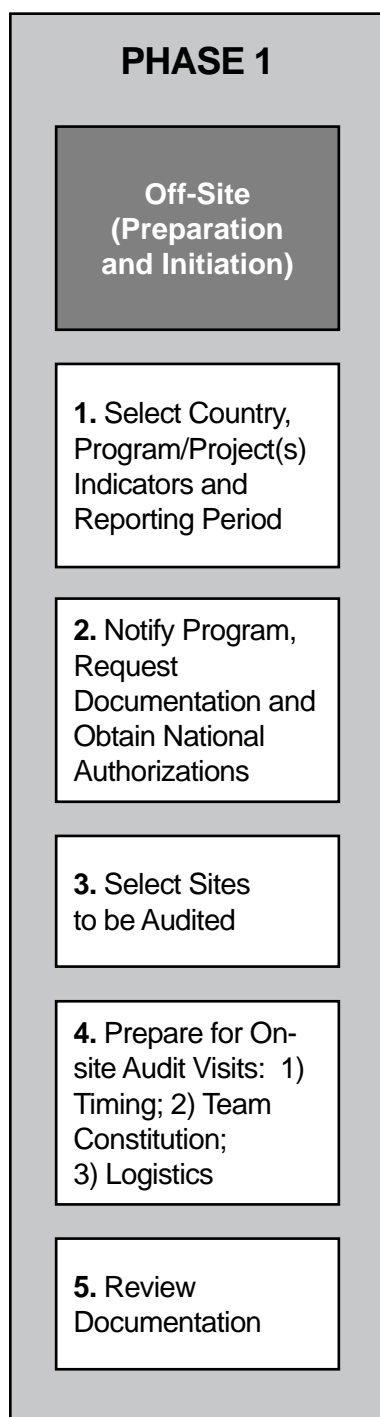 PHASE 1
Off-Site
(Preparation
and Initiation)
1. Select Country,
Program/Project(s)
Indicators and
Reporting Period
2. Notify Program,
Request
Documentation and
Obtain National
Authorizations
3. Select Sites
to be Audited
4. Prepare for On-
site Audit Visits: 1)
Timing; 2) Team
Constitution;
3) Logistics
5. Review
Documentation